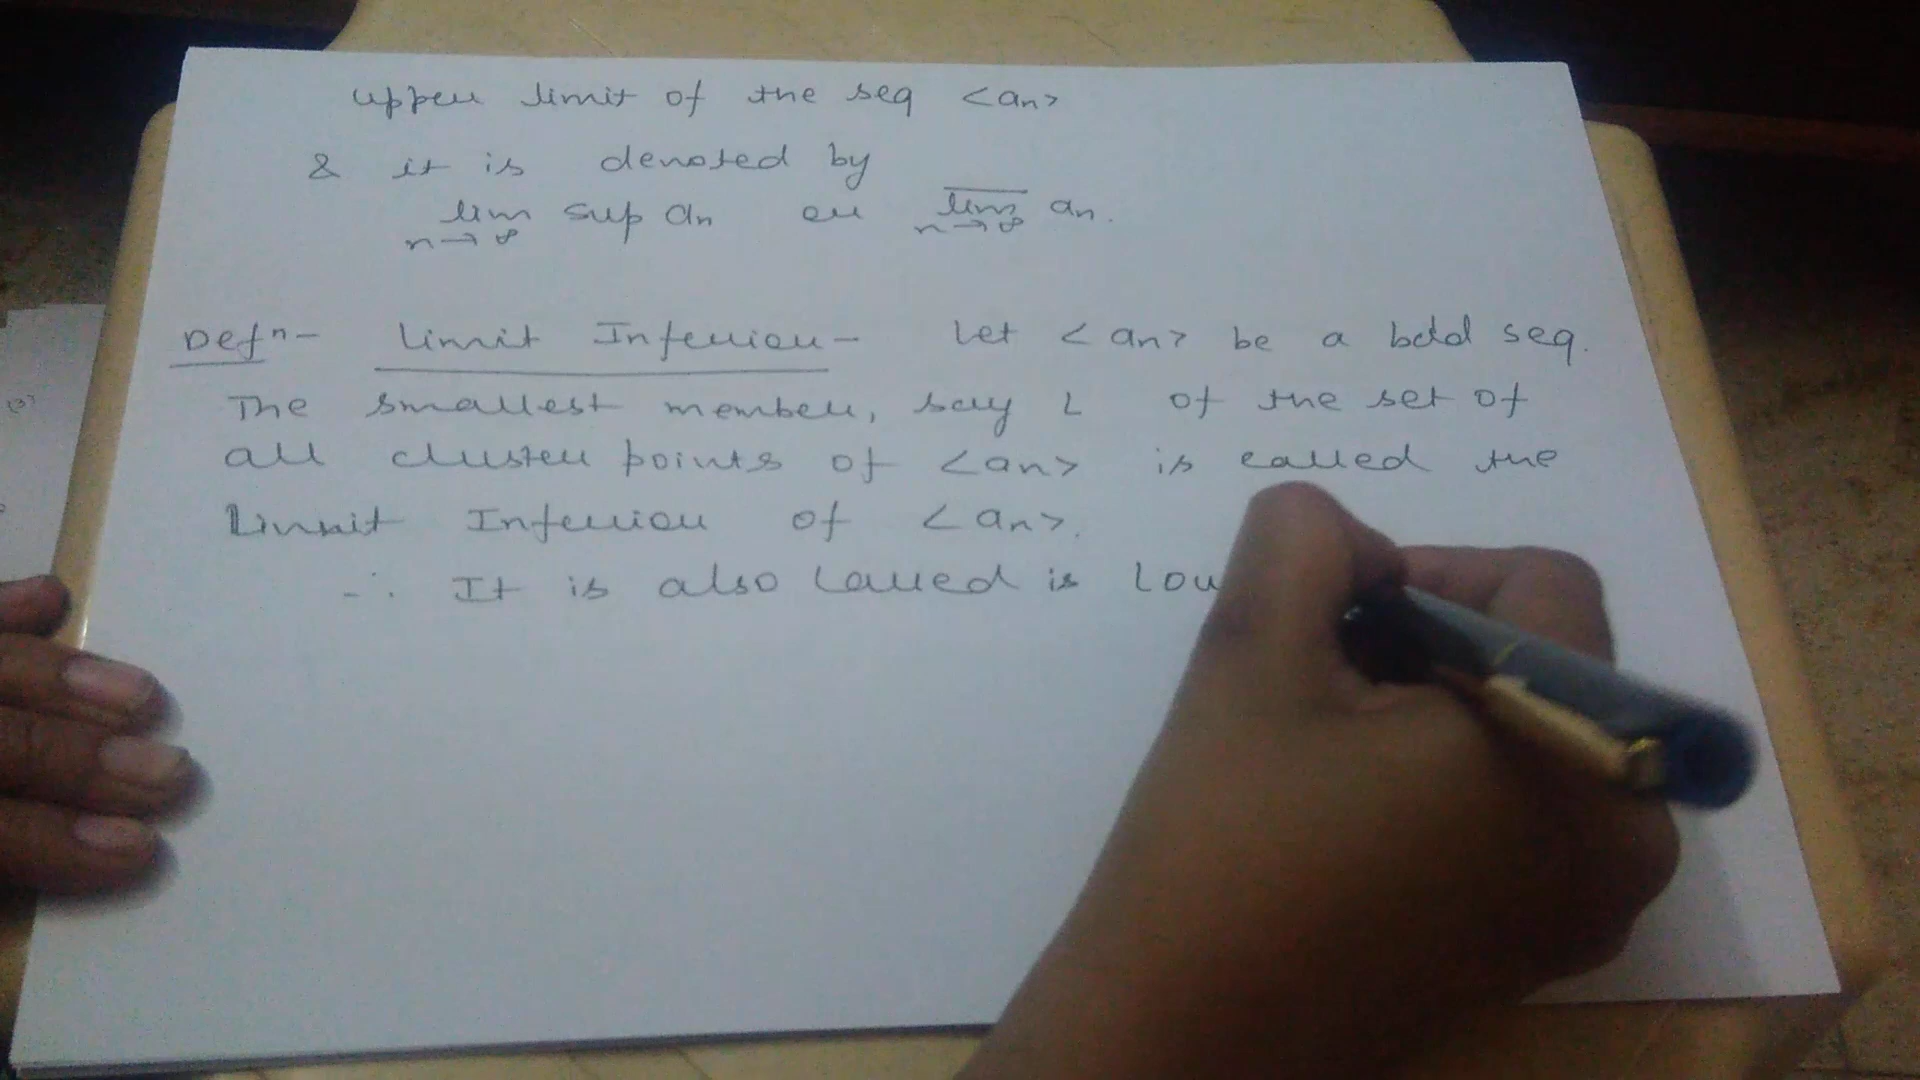 upper limit of the seq <an>
& it is denoted by
lim sup an or lim an.
n→∞ n→∞
Defn- Limit Inferior- Let <an> be a bdd seq.
The smallest member, say L of the set of
all cluster points of <an> is called the
Limit Inferior of <an>.
∴ It is also called is Low